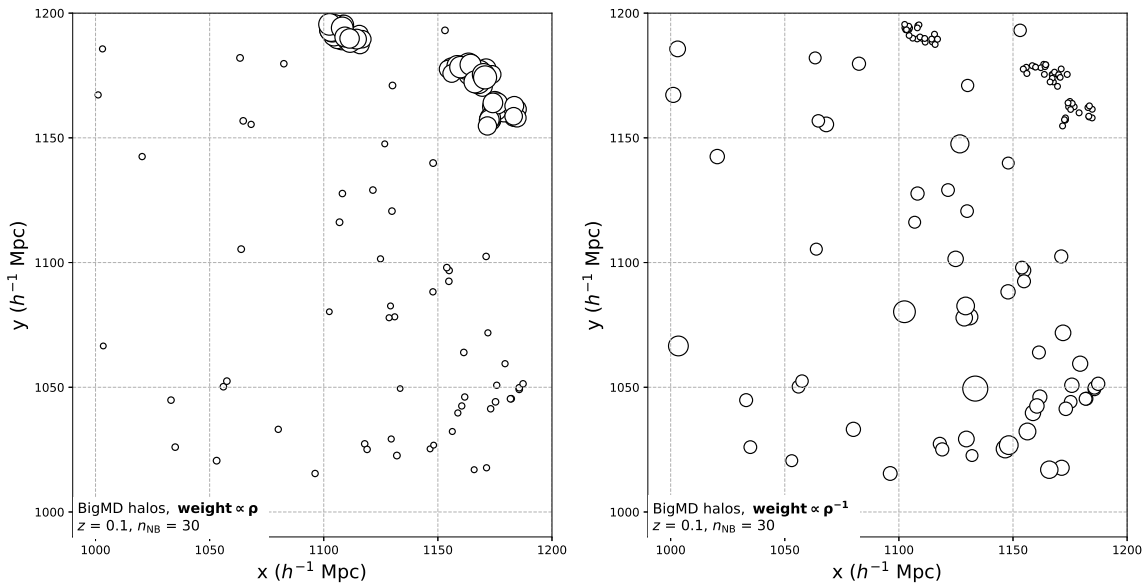 1200
1150
1100
1050
1000
y (h⁻¹ Mpc)
BigMD halos, weight ∝ ρ
z = 0.1, n_NB = 30
1000 1050 1100 1150 1200
x (h⁻¹ Mpc)
1200
1150
1100
1050
1000
y (h⁻¹ Mpc)
BigMD halos, weight ∝ ρ⁻¹
z = 0.1, n_NB = 30
1000 1050 1100 1150 1200
x (h⁻¹ Mpc)